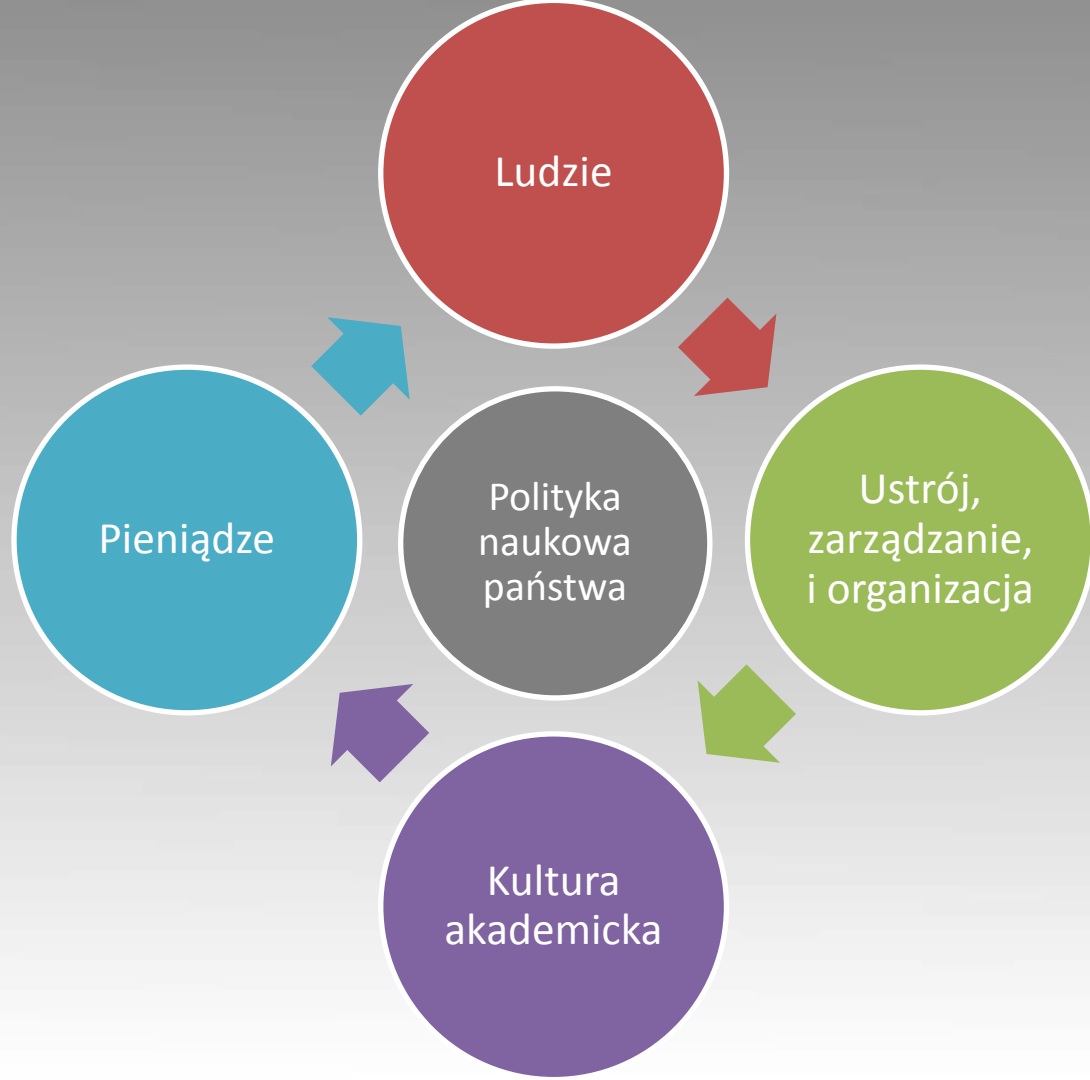 Ludzie
Pieniądze
Polityka
naukowa
państwa
Ustrój,
zarządzanie,
i organizacja
Kultura
akademicka